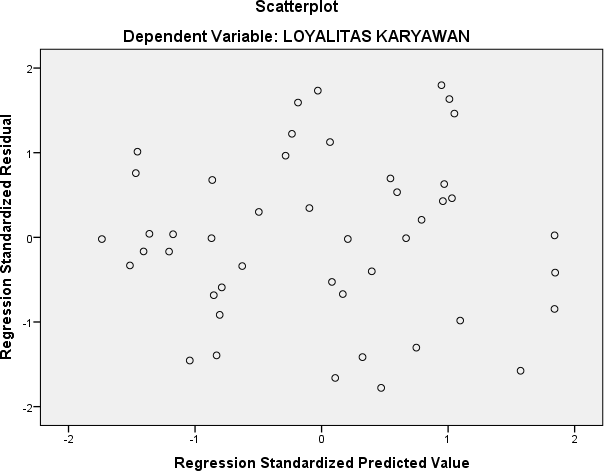 Scatterplot
Dependent Variable: LOYALITAS KARYAWAN
Regression Standardized Residual
2
1
0
-1
-2
-2
-1
0
1
2
Regression Standardized Predicted Value